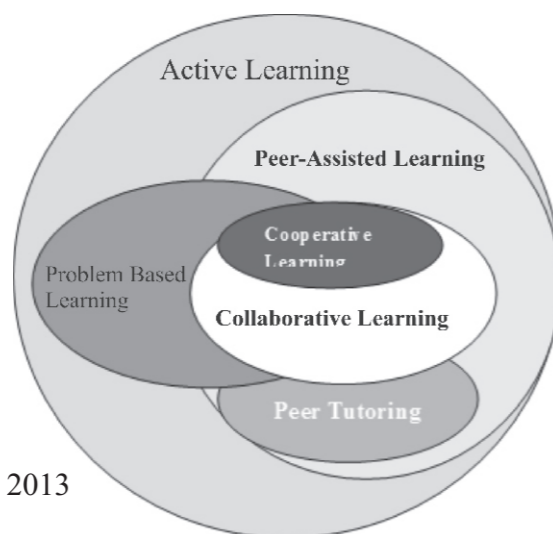 Active Learning
Peer-Assisted Learning
Cooperative
Learning
Problem Based
Learning
Collaborative Learning
Peer Tutoring
2013